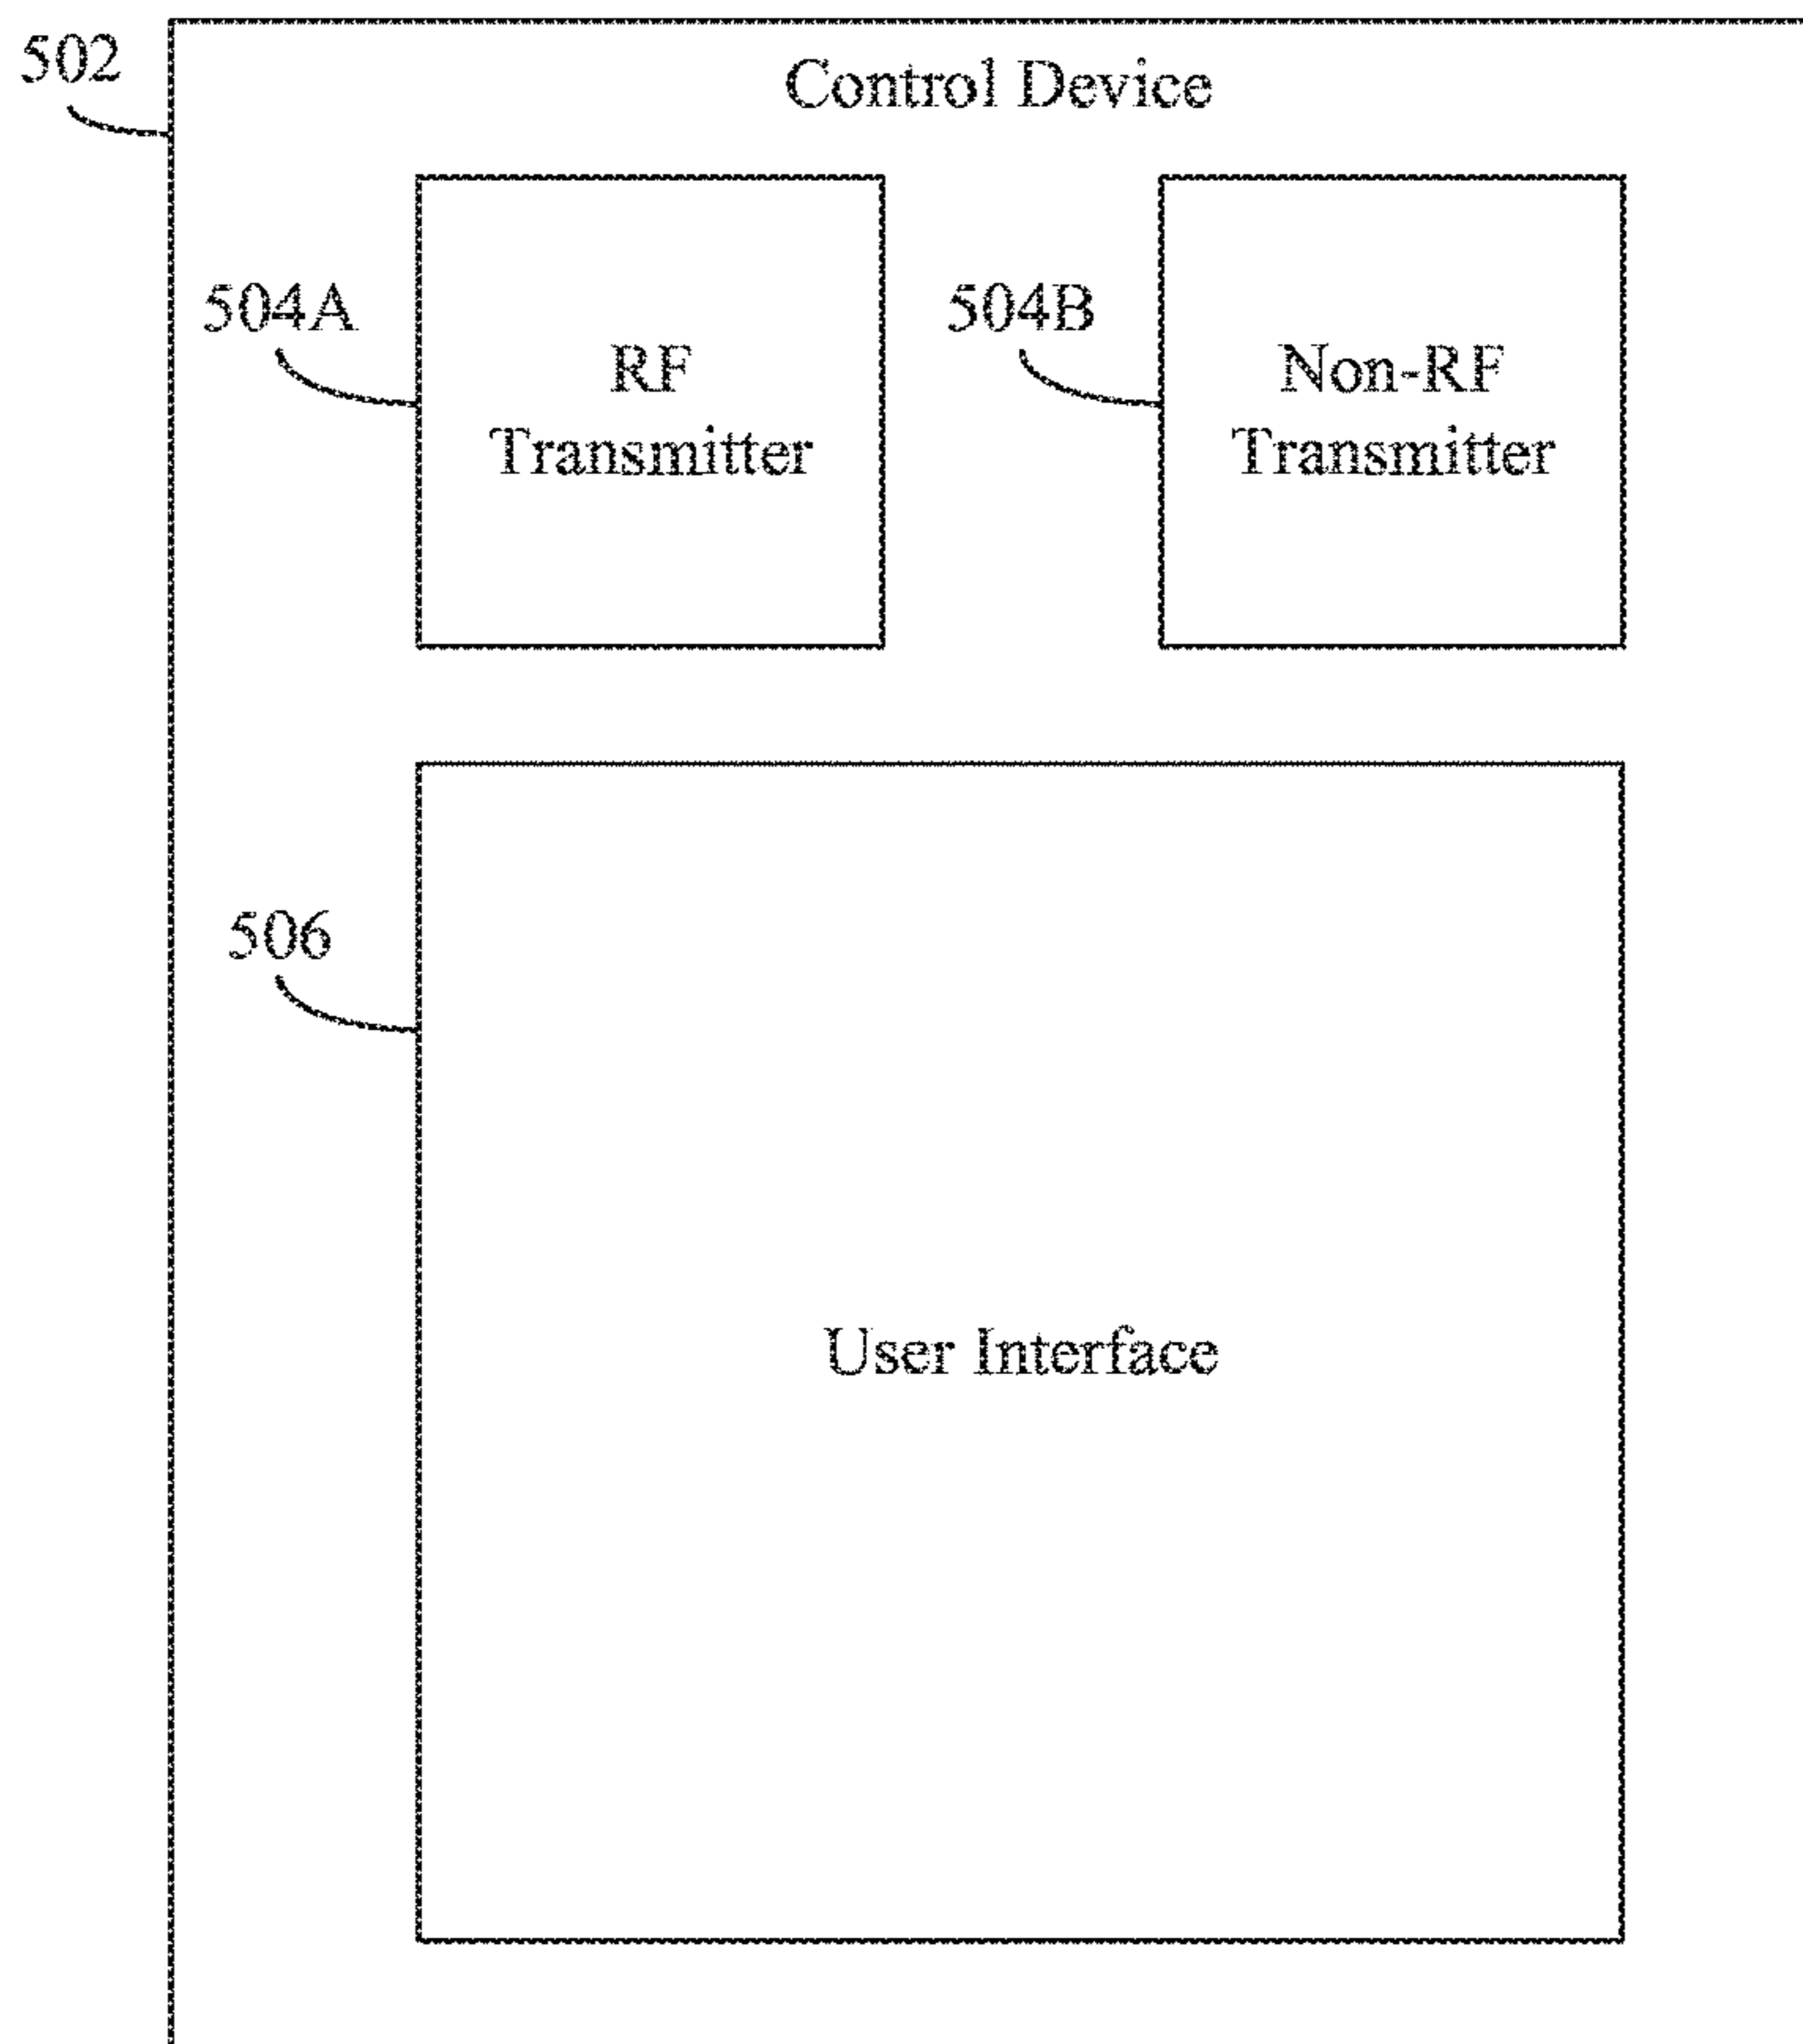 502
Control Device
504A
RF
Transmitter
504B
Non-RF
Transmitter
506
User Interface